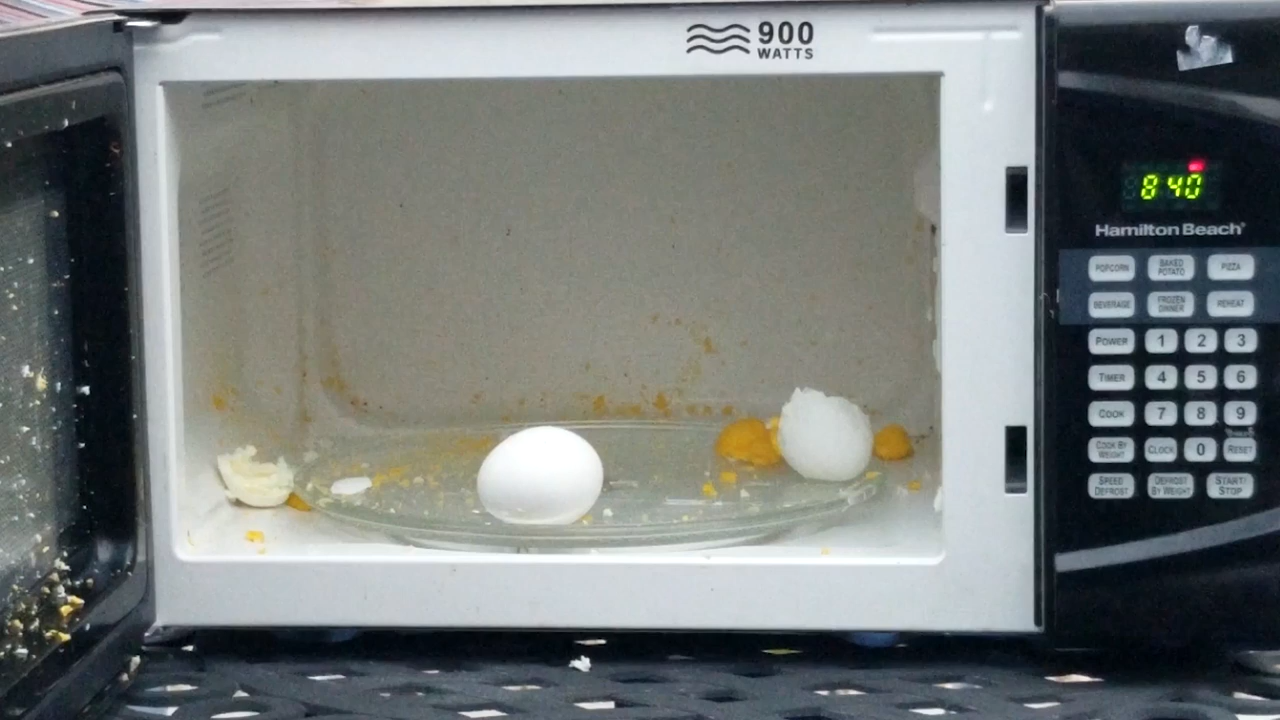 900
WATTS
8 40
Hamilton Beach
POPCORN
BAKED
POTATO
PIZZA
BEVERAGE
FROZEN
DINNER
REPEAT
POWER
1
2
3
TIMER
4
5
6
COOK
7
8
9
COOK BY
WEIGHT
CLOCK
0
RESET
SPEED
DEFROST
DEFROST
BY WEIGHT
START/
STOP